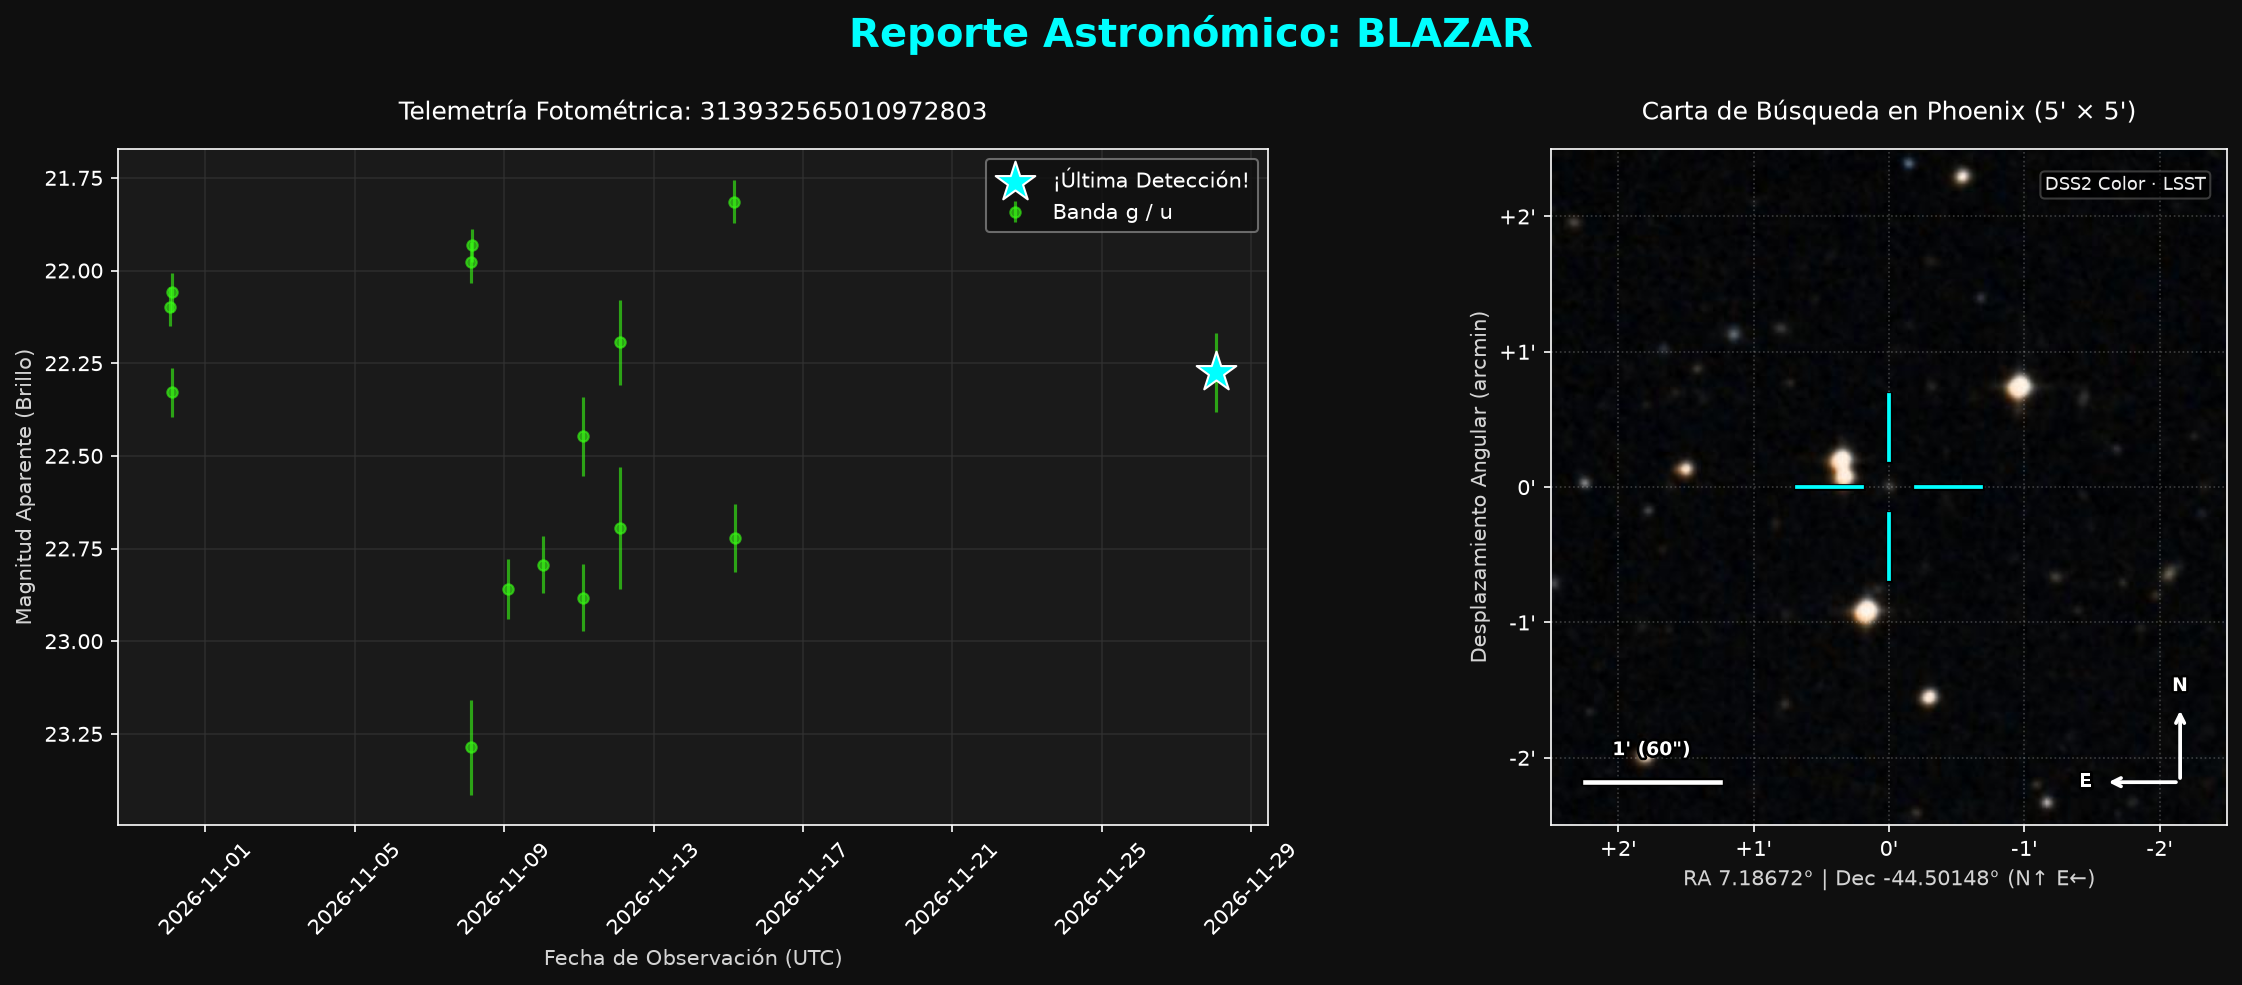 Reporte Astronómico: BLAZAR
Telemetría Fotométrica: 313932565010972803
Magnitud Aparente (Brillo)
21.75
22.00
22.25
22.50
22.75
23.00
23.25
¡Última Detección!
Banda g / u
2026-11-01
2026-11-05
2026-11-09
2026-11-13
2026-11-17
2026-11-21
2026-11-25
2026-11-29
Fecha de Observación (UTC)
Carta de Búsqueda en Phoenix (5' × 5')
Desplazamiento Angular (arcmin)
+2'
+1'
0'
-1'
-2'
DSS2 Color · LSST
N
E
1' (60")
+2'
+1'
0'
-1'
-2'
RA 7.18672° | Dec -44.50148° (N↑ E←)